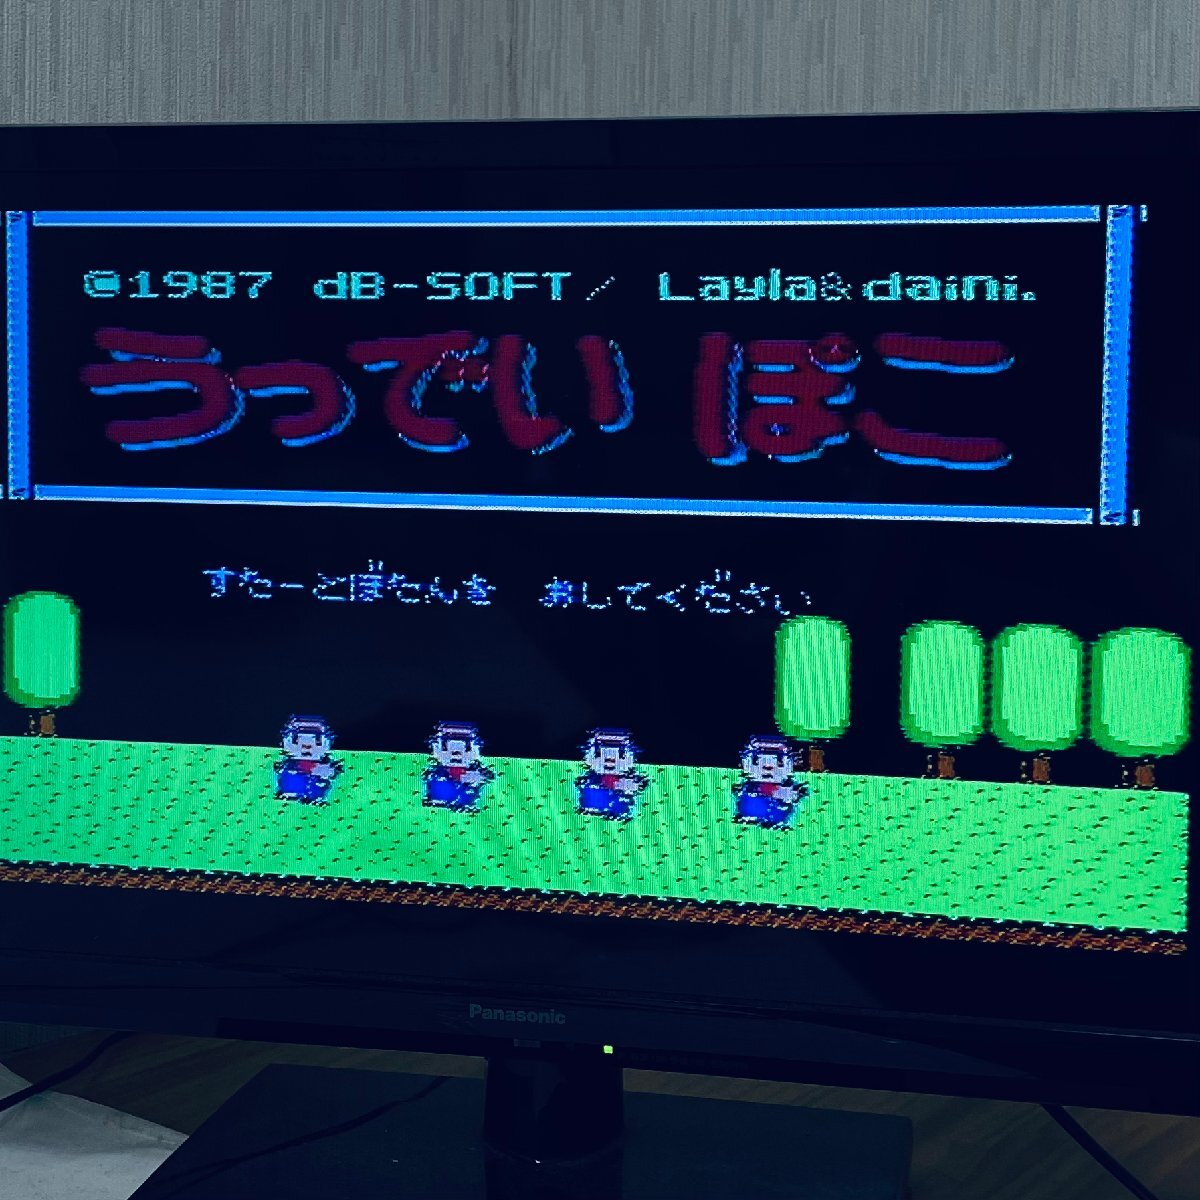 ©1987 dB-SOFT/ Layla&daini.
うっでい ぽこ
すたーとぼたんを おしてください
Panasonic